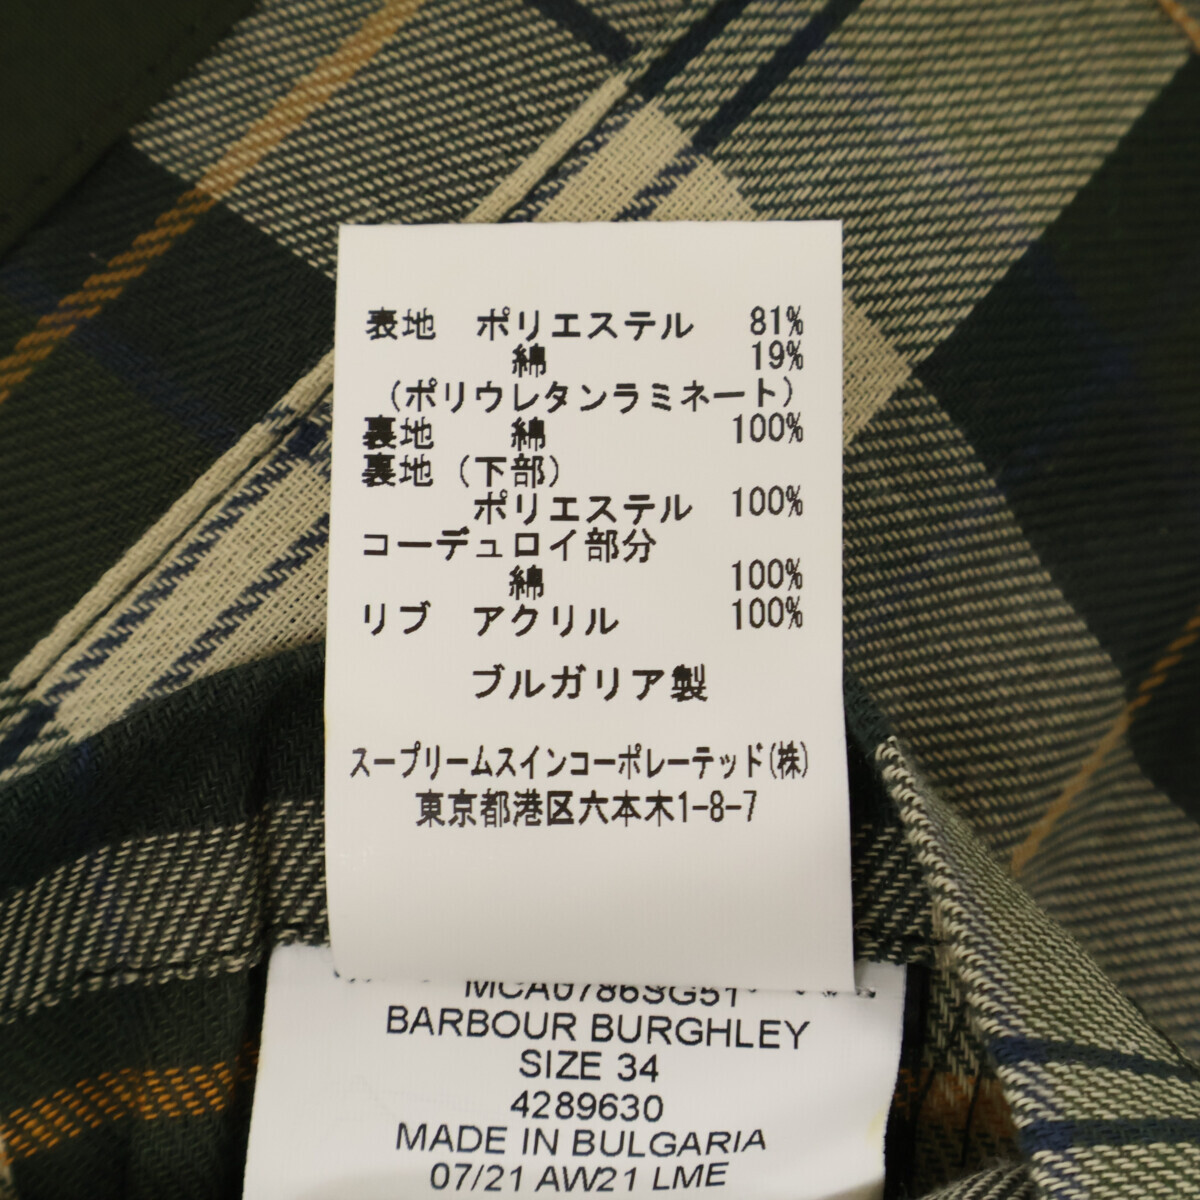 表地 ポリエステル 81%
綿 19%
(ポリウレタンラミネート)
裏地 綿 100%
裏地(下部)
ポリエステル 100%
コーデュロイ部分
綿 100%
リブ アクリル 100%
ブルガリア製
スープリームスインコーポレーテッド(株)
東京都港区六本木1-8-7
MCA0786SG51
BARBOUR BURGHLEY
SIZE 34
4289630
MADE IN BULGARIA
07/21 AW21 LME